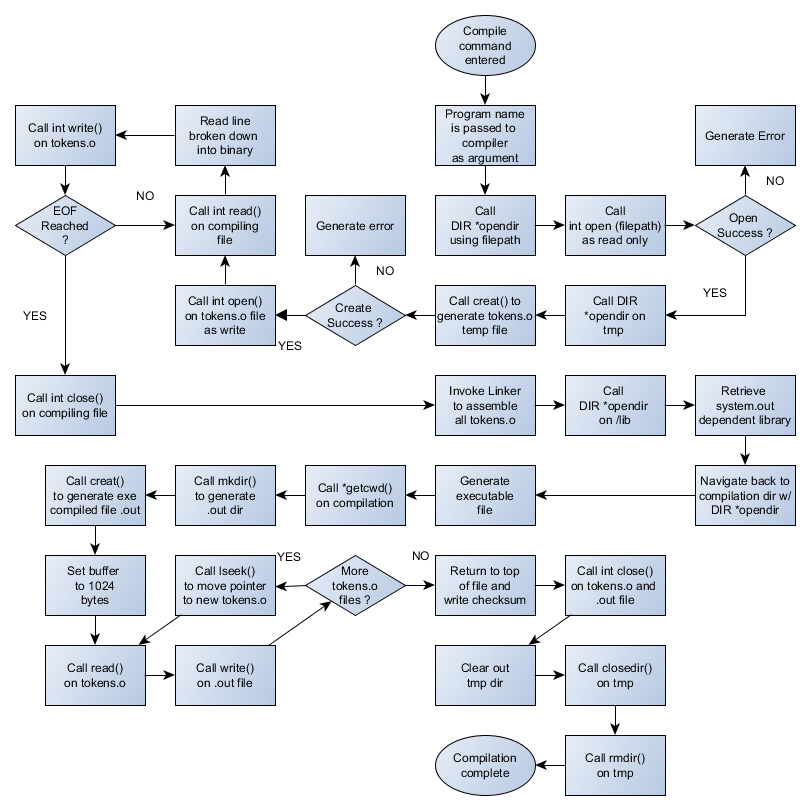 Compile
command
entered
Program name
is passed to
compiler
as argument
Call
DIR *opendir
using filepath
Call
int open (filepath)
as read only
Open
Success ?
NO
Generate Error
YES
Call DIR
*opendir on
tmp
Call creat() to
generate tokens.o
temp file
Create
Success ?
NO
Generate error
YES
Call int open()
on tokens.o file
as write
Call int read()
on compiling
file
Read line
broken down
into binary
Call int write()
on tokens.o
EOF
Reached
?
NO
YES
Call int close()
on compiling file
Invoke Linker
to assemble
all tokens.o
Call
DIR *opendir
on /lib
Retrieve
system.out
dependent library
Navigate back to
compilation dir w/
DIR *opendir
Generate
executable
file
Call *getcwd()
on compilation
Call mkdir()
to generate
.out dir
Call creat()
to generate exe
compiled file .out
Set buffer
to 1024
bytes
Call read()
on tokens.o
Call write()
on .out file
More
tokens.o
files ?
YES
Call lseek()
to move pointer
to new tokens.o
NO
Return to top
of file and
write checksum
Call int close()
on tokens.o and
.out file
Clear out
tmp dir
Call closedir()
on tmp
Call rmdir()
on tmp
Compilation
complete